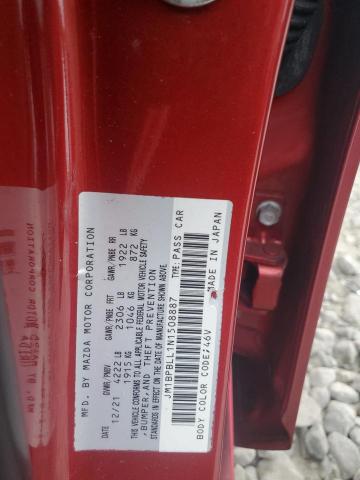 MFD. BY MAZDA MOTOR CORPORATION
12/21 GVWR/PNBV GAWR/PNBE FRT GAWR/PNBE RR
4222 LB 2306 LB 1922 LB
1915 KG 1046 KG 872 KG
THIS VEHICLE CONFORMS TO ALL APPLICABLE FEDERAL MOTOR VEHICLE SAFETY
, BUMPER, AND THEFT PREVENTION
STANDARDS IN EFFECT ON THE DATE OF MANUFACTURE SHOWN ABOVE.
TYPE: PASS CAR
MADE IN JAPAN
BODY COLOR CODE: 46V